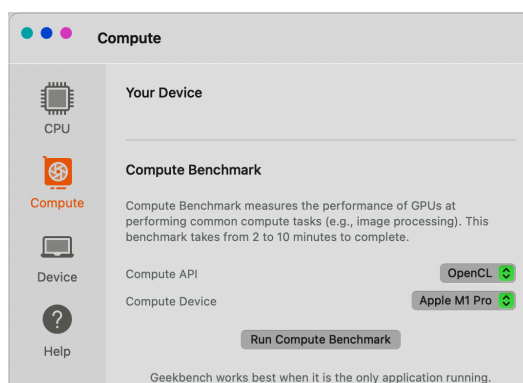 Compute
CPU
Compute
Device
Help
Your Device
Compute Benchmark
Compute Benchmark measures the performance of GPUs at
performing common compute tasks (e.g., image processing). This
benchmark takes from 2 to 10 minutes to complete.
Compute API OpenCL
Compute Device Apple M1 Pro
Run Compute Benchmark
Geekbench works best when it is the only application running.